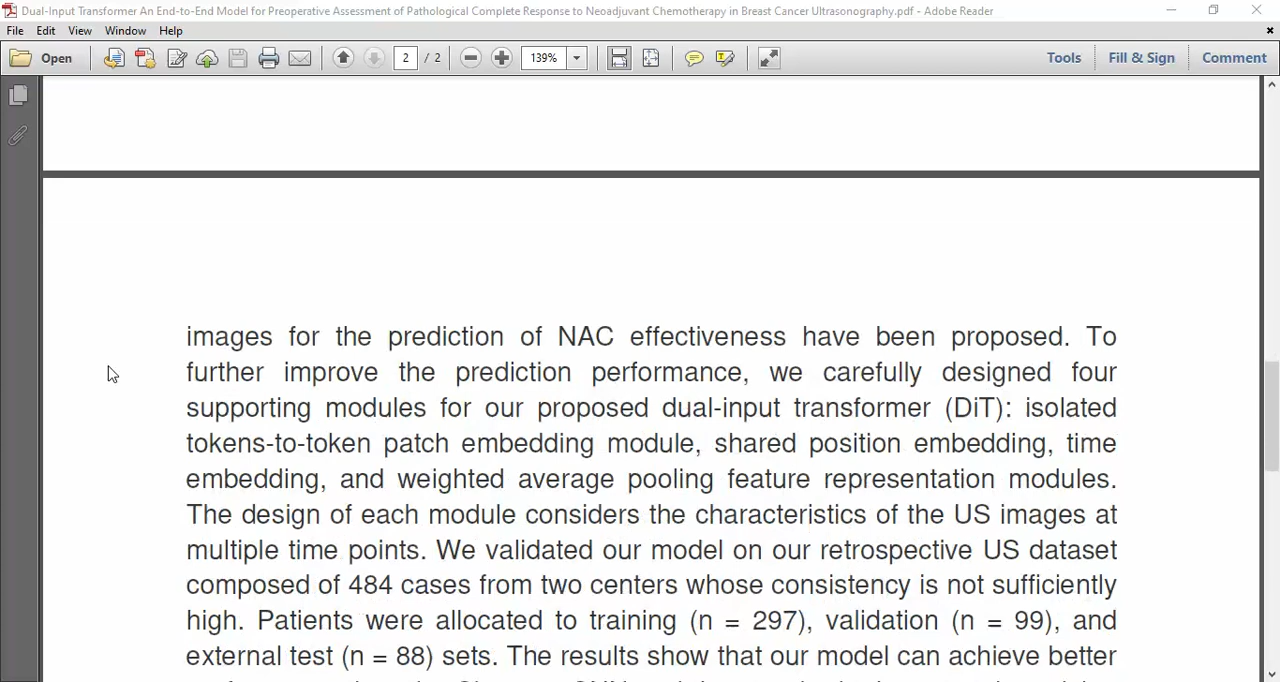 Dual-Input Transformer An End-to-End Model for Preoperative Assessment of Pathological Complete Response to Neoadjuvant Chemotherapy in Breast Cancer Ultrasonography.pdf - Adobe Reader
File Edit View Window Help
Open 2 / 2 139% Tools Fill & Sign Comment
images for the prediction of NAC effectiveness have been proposed. To
further improve the prediction performance, we carefully designed four
supporting modules for our proposed dual-input transformer (DiT): isolated
tokens-to-token patch embedding module, shared position embedding, time
embedding, and weighted average pooling feature representation modules.
The design of each module considers the characteristics of the US images at
multiple time points. We validated our model on our retrospective US dataset
composed of 484 cases from two centers whose consistency is not sufficiently
high. Patients were allocated to training (n = 297), validation (n = 99), and
external test (n = 88) sets. The results show that our model can achieve better